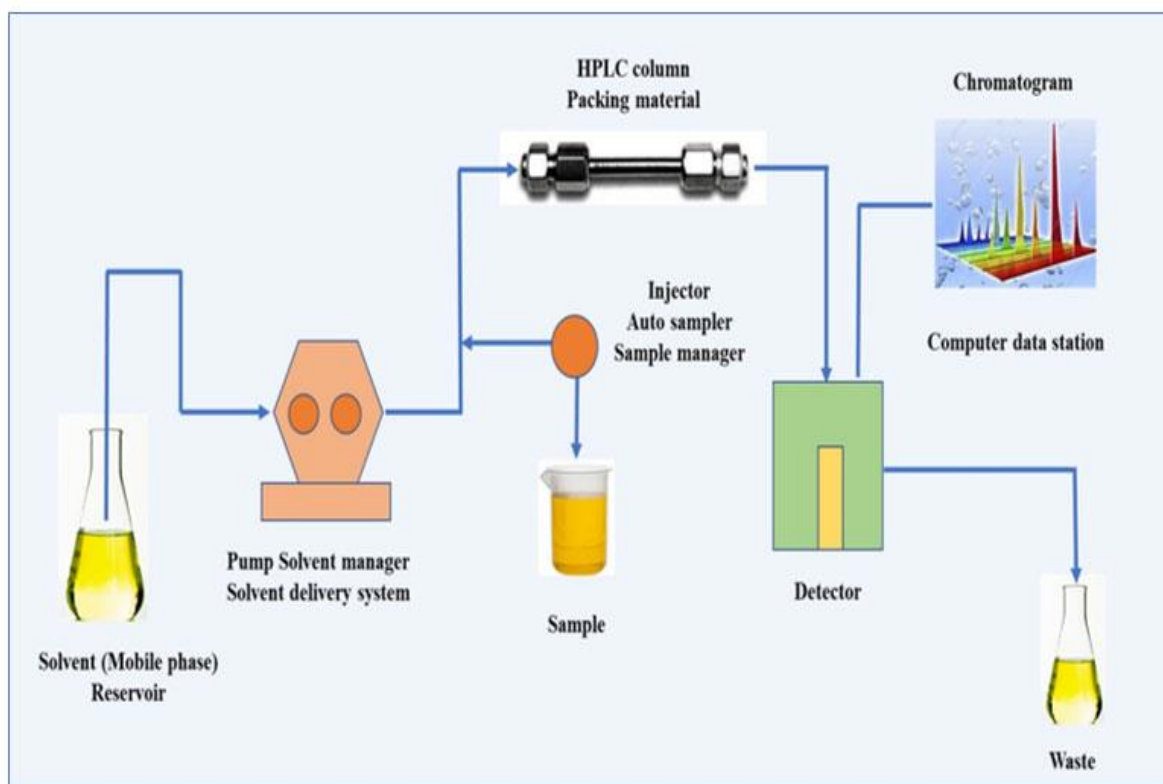 HPLC column
Packing material
Chromatogram
Injector
Auto sampler
Sample manager
Computer data station
Pump Solvent manager
Solvent delivery system
Sample
Detector
Solvent (Mobile phase)
Reservoir
Waste